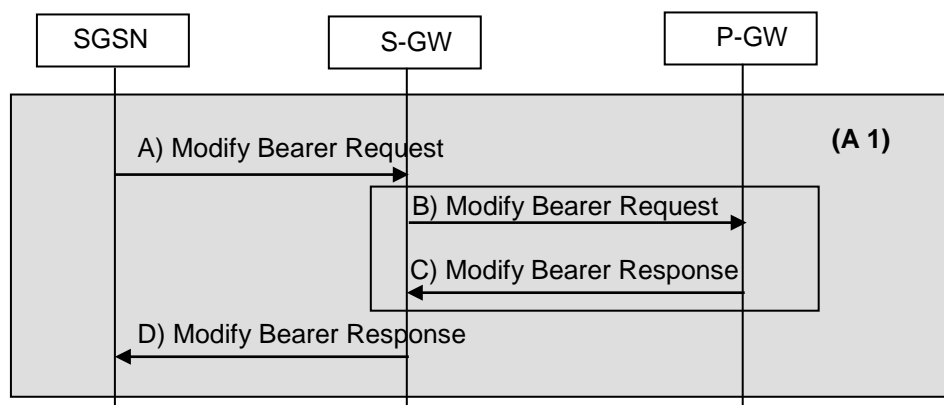 SGSN
S-GW
P-GW
(A 1)
A) Modify Bearer Request
B) Modify Bearer Request
C) Modify Bearer Response
D) Modify Bearer Response